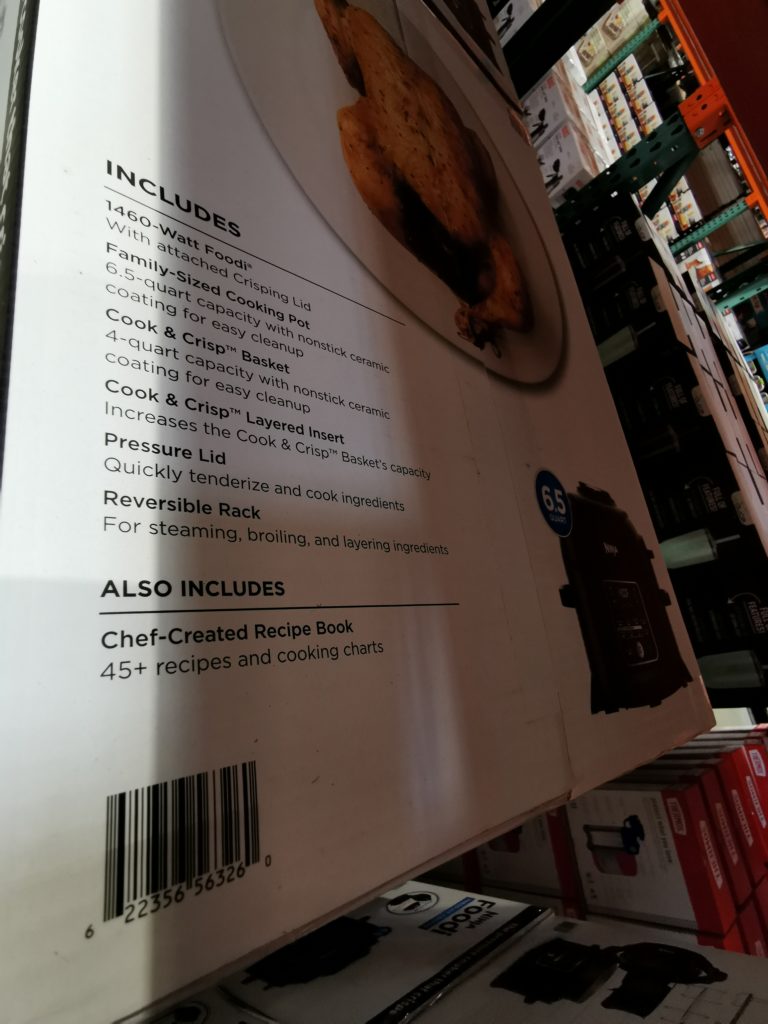 INCLUDES
1460-Watt Foodi®
With attached Crisping Lid
Family-Sized Cooking Pot
6.5-quart capacity with nonstick ceramic
coating for easy cleanup
Cook & Crisp™ Basket
4-quart capacity with nonstick ceramic
coating for easy cleanup
Cook & Crisp™ Layered Insert
Increases the Cook & Crisp™ Basket's capacity
Pressure Lid
Quickly tenderize and cook ingredients
Reversible Rack
For steaming, broiling, and layering ingredients
ALSO INCLUDES
Chef-Created Recipe Book
45+ recipes and cooking charts
6 22356 56326 0
6.5
QUART
NINJA
NINJA
Foodi